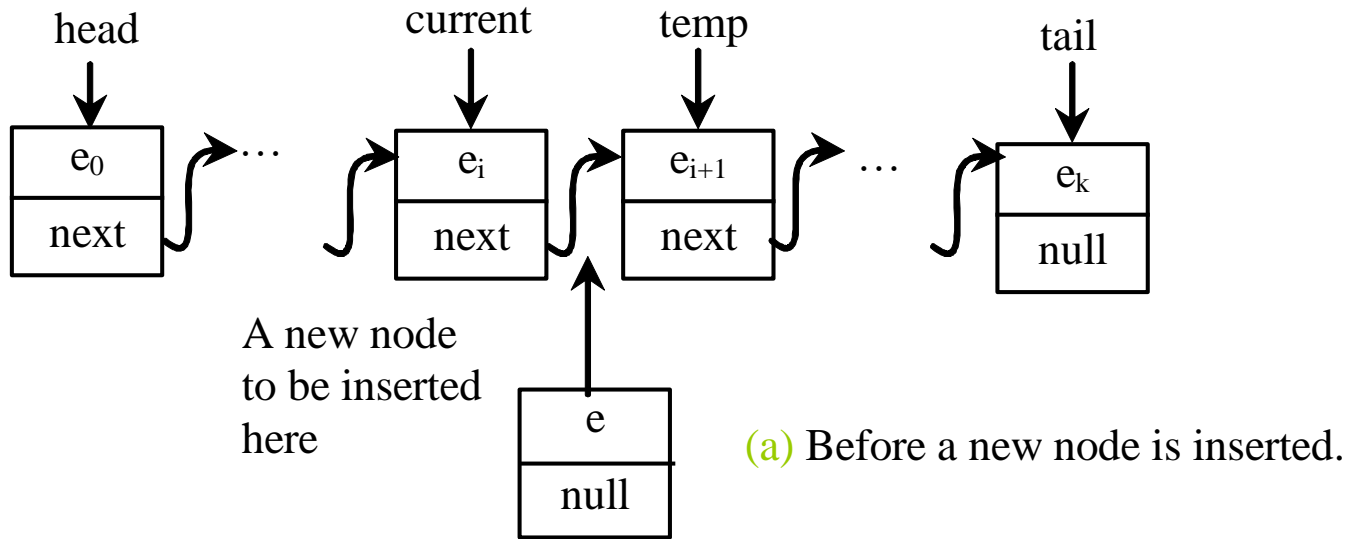 head current temp tail
e₀ … eᵢ eᵢ₊₁ … eₖ
next next next null
A new node
to be inserted
here
e
null
(a) Before a new node is inserted.